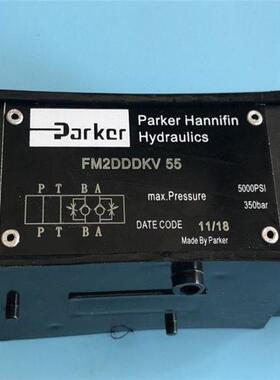 Parker
Parker Hannifin
Hydraulics
FM2DDDKV 55
P T B A
P T B A
max.Pressure
5000PSI
350bar
DATE CODE 11/18
Made By Parker